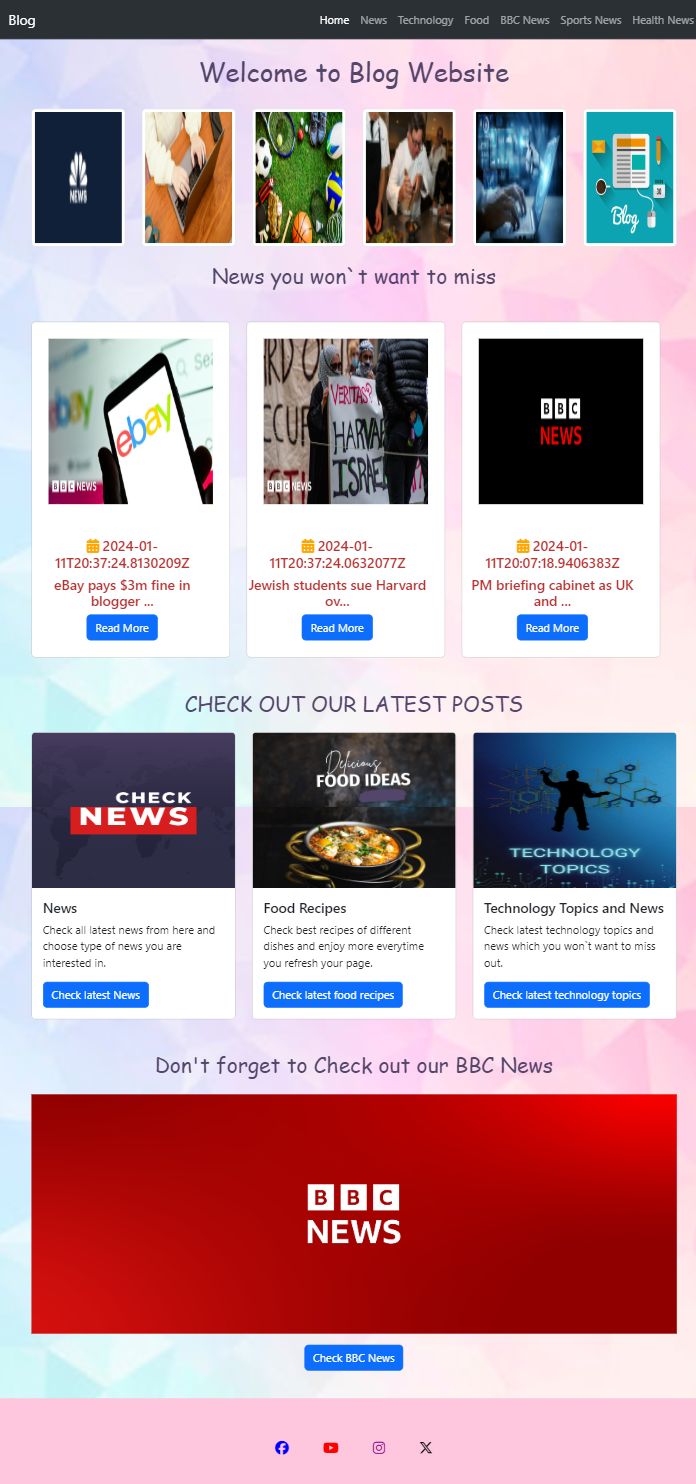 Blog
Home News Technology Food BBC News Sports News Health News
Welcome to Blog Website
NEWS
Blog
30
News you won`t want to miss
ebay
ebay
Sea
BBC NEWS
VERITAS?
HARVA
ISRAE
BBC NEWS
BBC
NEWS
2024-01-
11T20:37:24.8130209Z
eBay pays $3m fine in
blogger ...
Read More
2024-01-
11T20:37:24.0632077Z
Jewish students sue Harvard
ov...
Read More
2024-01-
11T20:07:18.9406383Z
PM briefing cabinet as UK
and ...
Read More
CHECK OUT OUR LATEST POSTS
CHECK
NEWS
Delicious
FOOD IDEAS
TECHNOLOGY
TOPICS
News
Check all latest news from here and
choose type of news you are
interested in.
Check latest News
Food Recipes
Check best recipes of different
dishes and enjoy more everytime
you refresh your page.
Check latest food recipes
Technology Topics and News
Check latest technology topics and
news which you won`t want to miss
out.
Check latest technology topics
Don't forget to Check out our BBC News
BBC
NEWS
Check BBC News